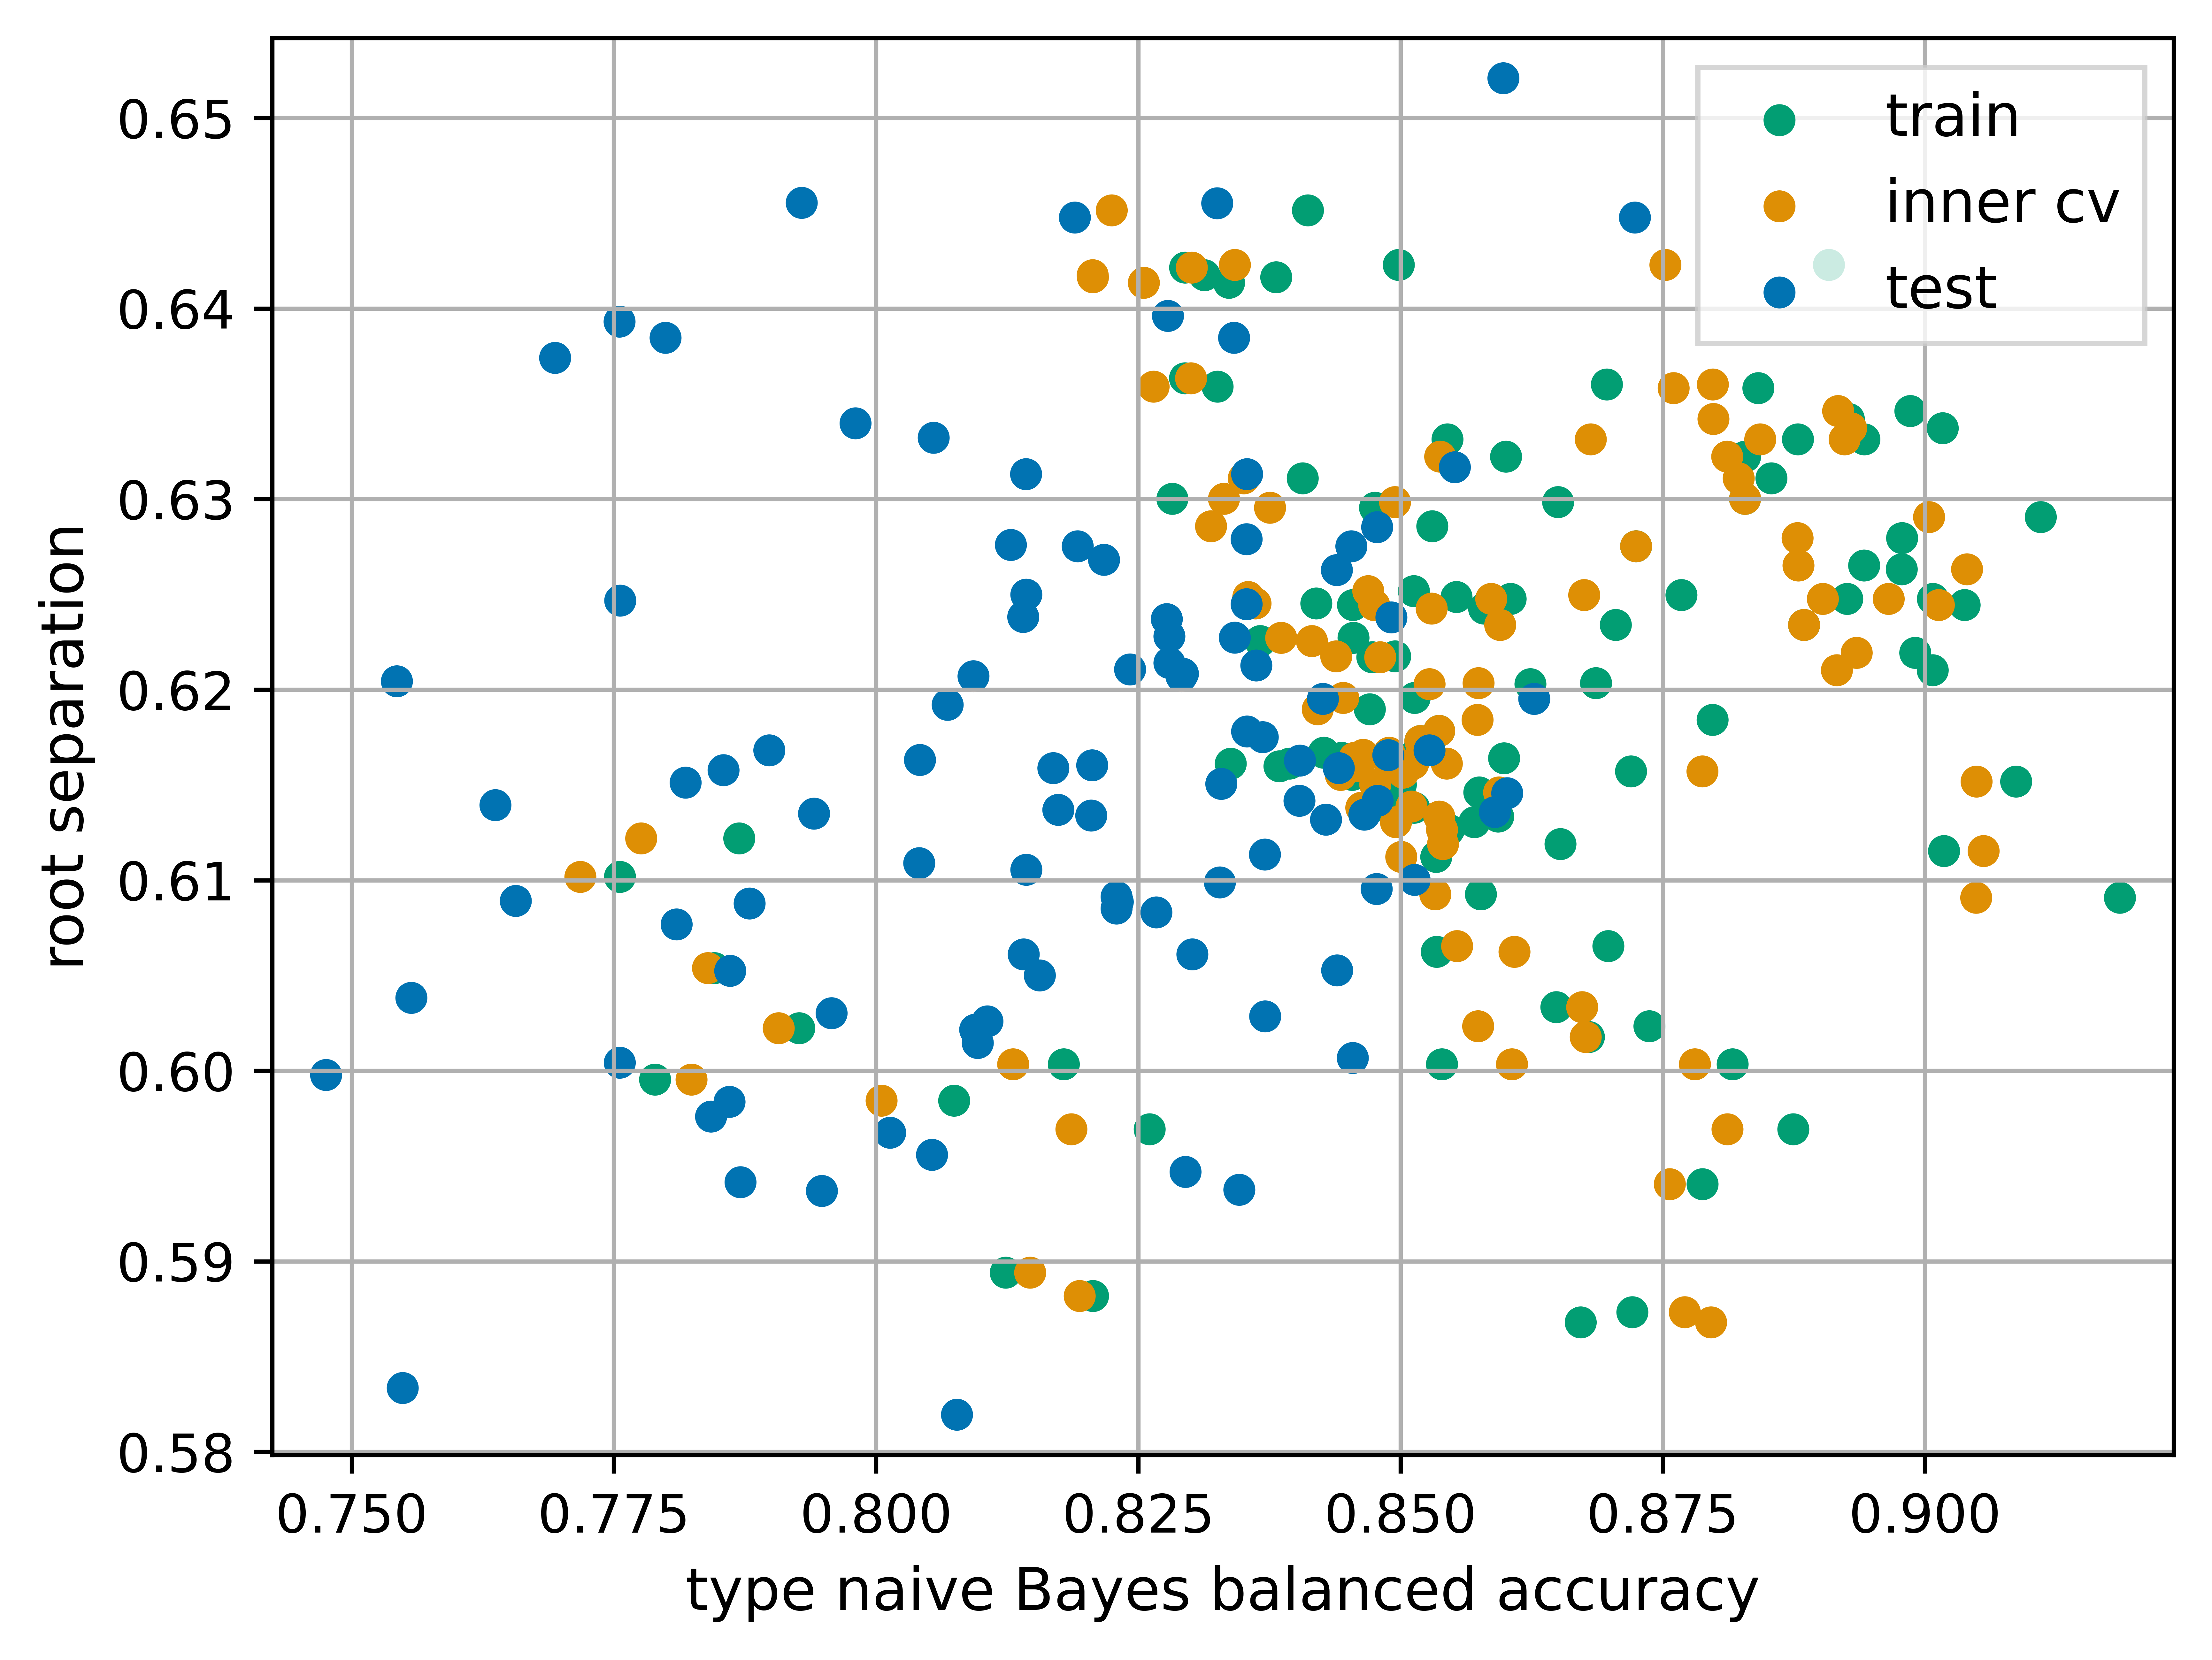 train
inner cv
test
0.65
0.64
0.63
0.62
0.61
0.60
0.59
0.58
root separation
0.750 0.775 0.800 0.825 0.850 0.875 0.900
type naive Bayes balanced accuracy